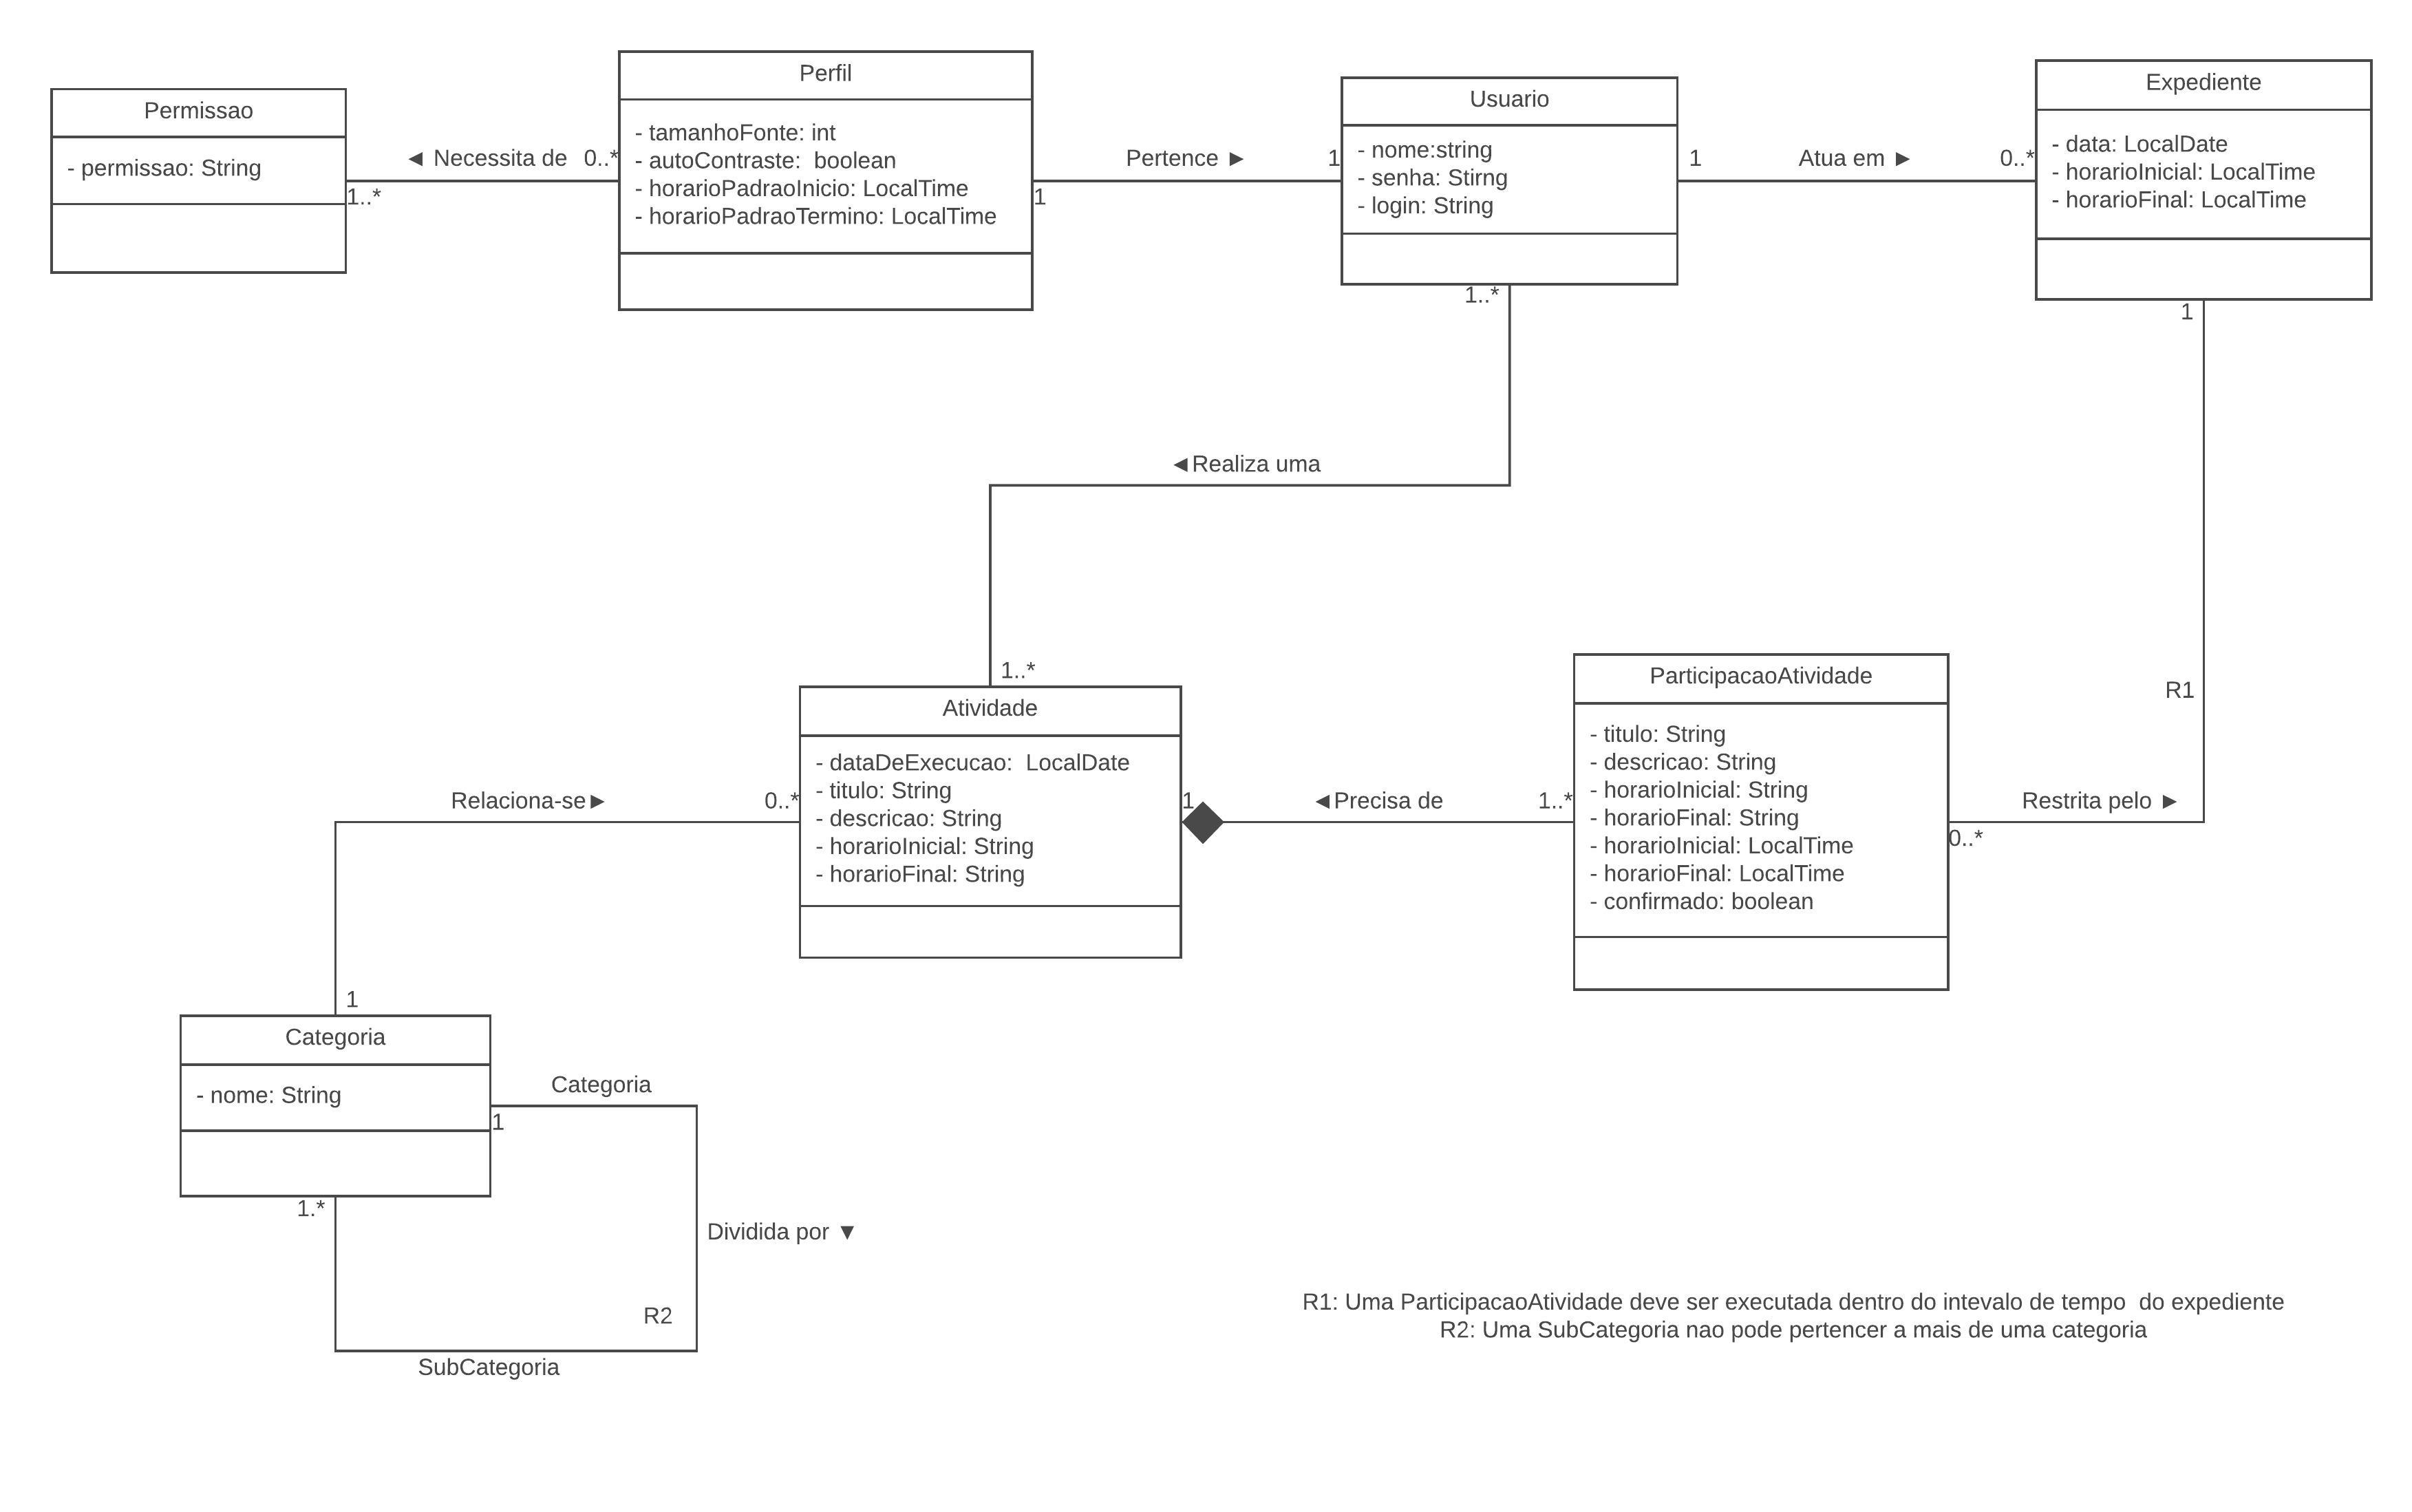 Permissao
- permissao: String
◄ Necessita de
0..*
1..*
Perfil
- tamanhoFonte: int
- autoContraste:  boolean
- horarioPadraoInicio: LocalTime
- horarioPadraoTermino: LocalTime
Pertence ►
1
1
Usuario
- nome:string
- senha: Stirng
- login: String
1
Atua em ►
0..*
Expediente
- data: LocalDate
- horarioInicial: LocalTime
- horarioFinal: LocalTime
1..*
1
◄Realiza uma
1..*
Atividade
- dataDeExecucao:  LocalDate
- titulo: String
- descricao: String
- horarioInicial: String
- horarioFinal: String
1
◄Precisa de
1..*
ParticipacaoAtividade
- titulo: String
- descricao: String
- horarioInicial: String
- horarioFinal: String
- horarioInicial: LocalTime
- horarioFinal: LocalTime
- confirmado: boolean
R1
Restrita pelo ►
0..*
Relaciona-se►
0..*
1
Categoria
- nome: String
Categoria
1
1.*
Dividida por ▼
R2
SubCategoria
R1: Uma ParticipacaoAtividade deve ser executada dentro do intevalo de tempo  do expediente
R2: Uma SubCategoria nao pode pertencer a mais de uma categoria